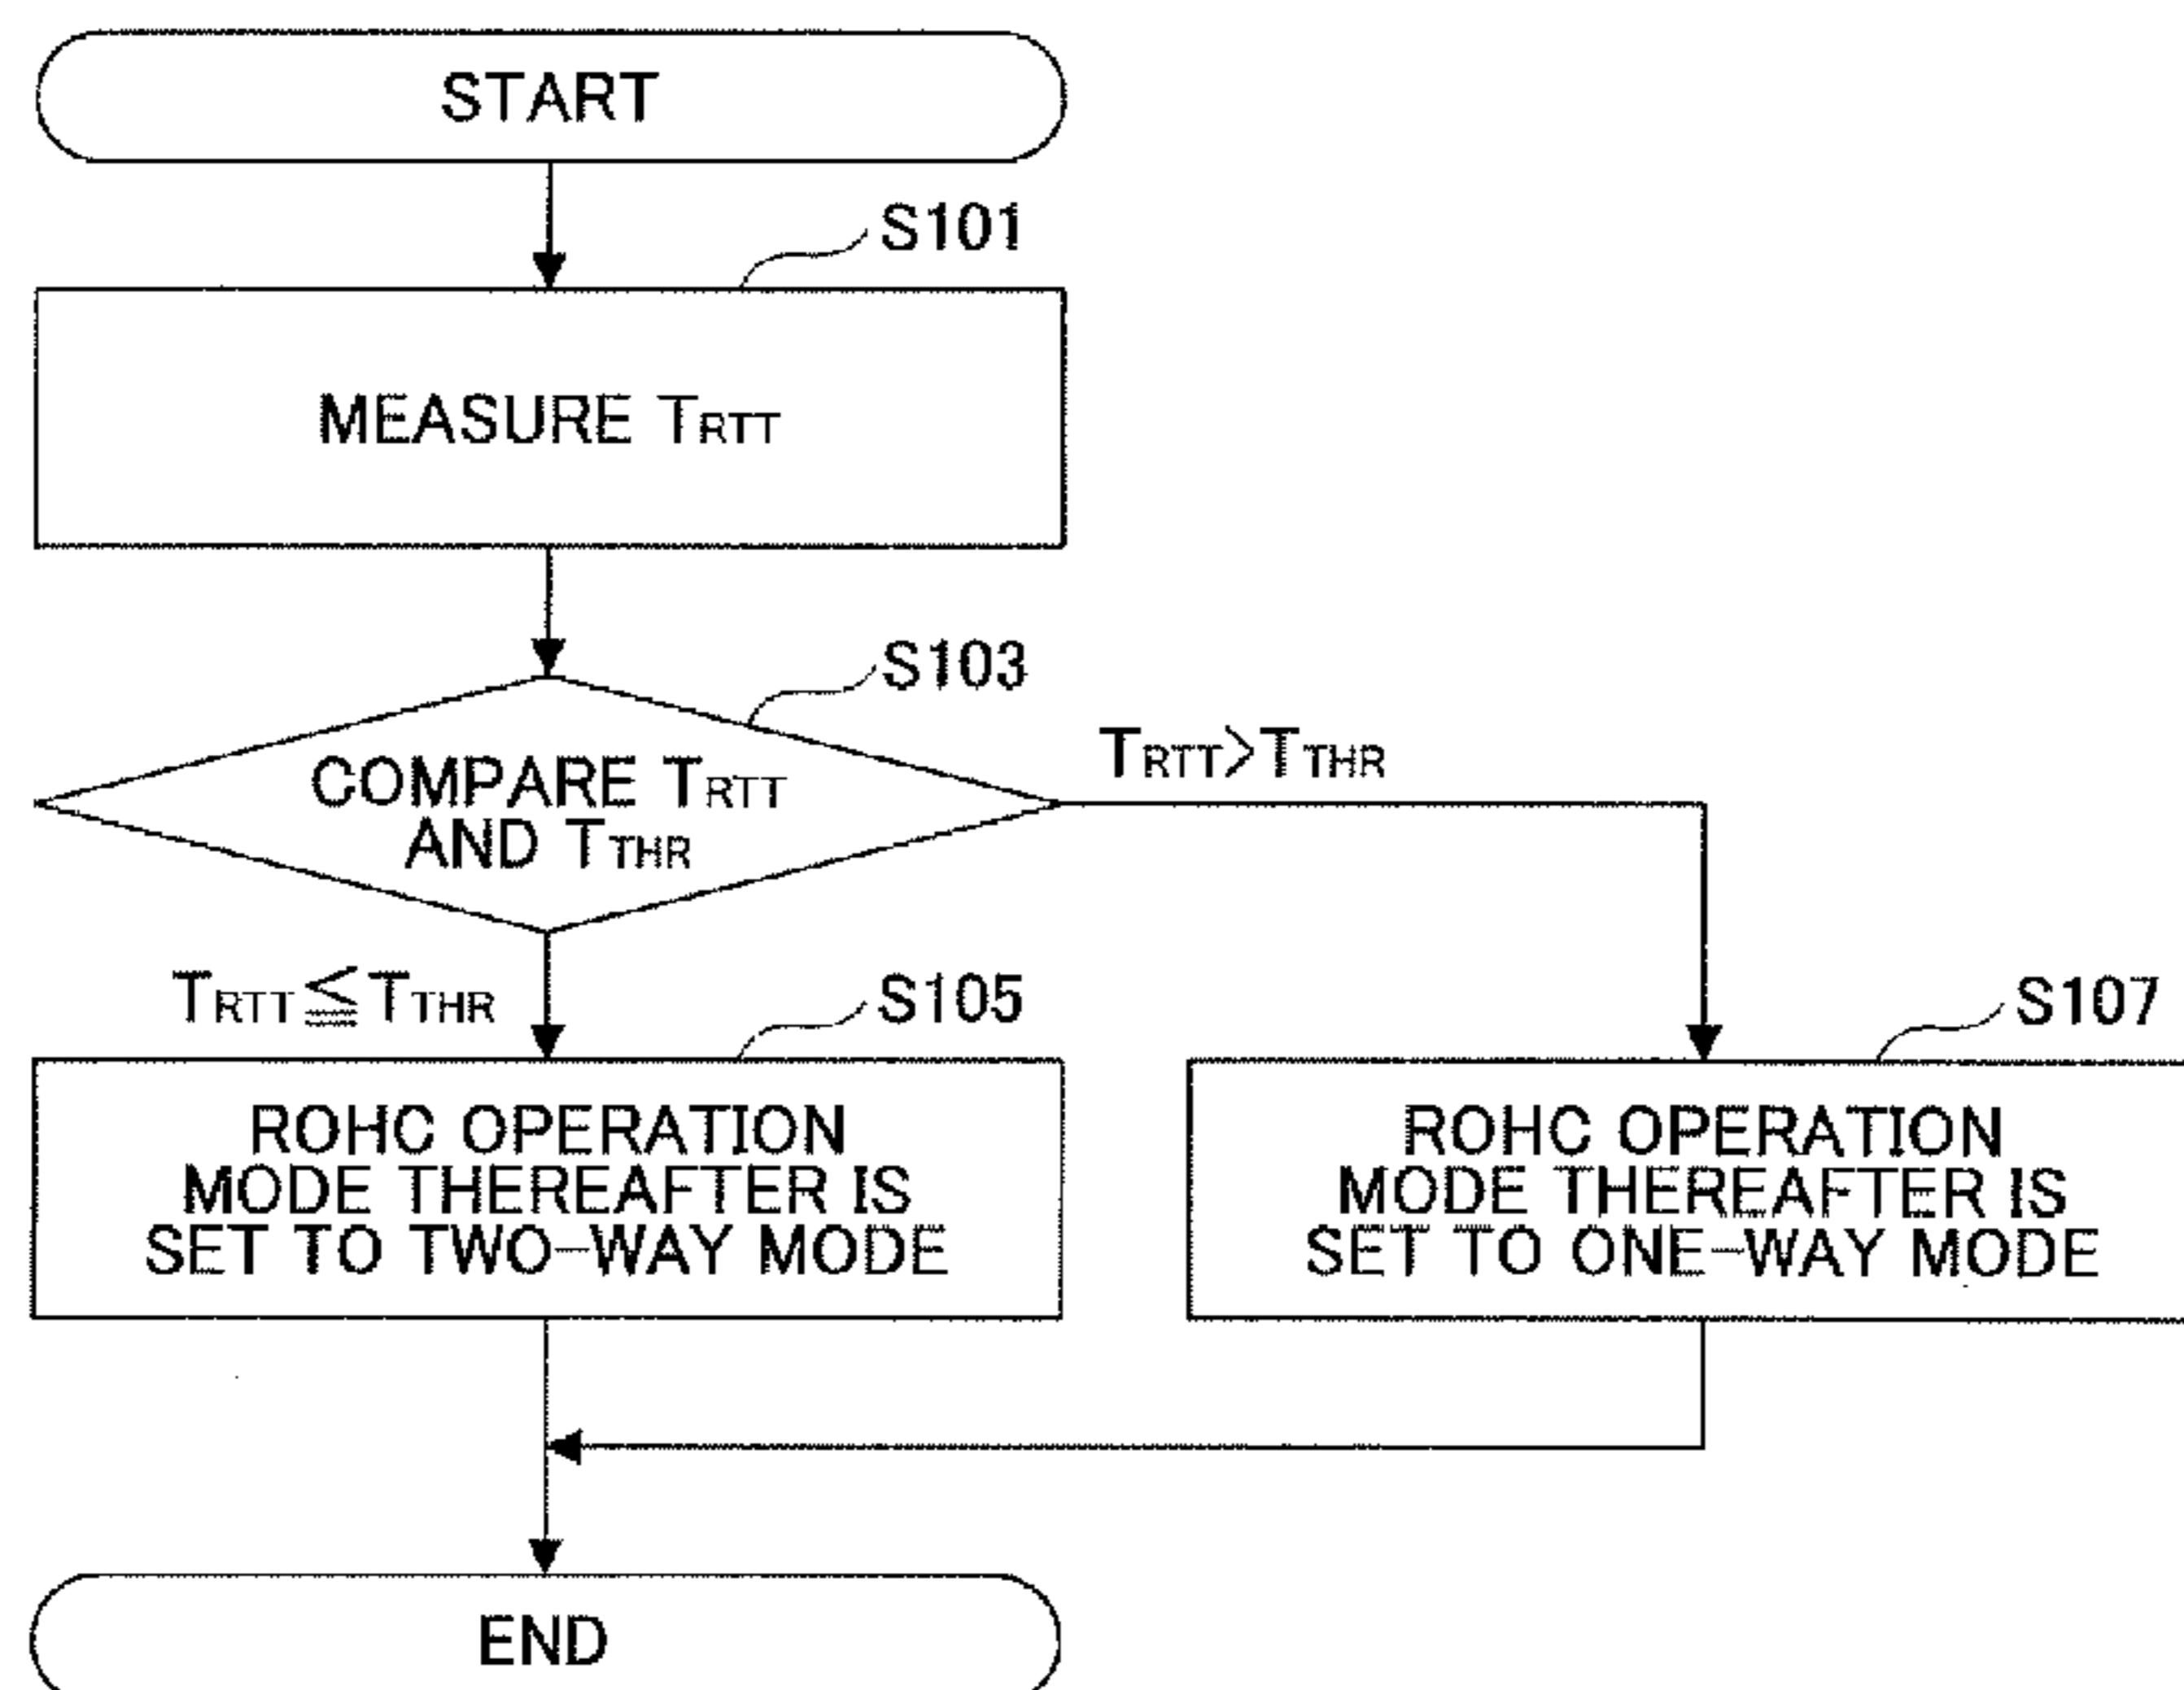 START
S101
MEASURE TRTT
S103
COMPARE TRTT
AND TTHR
TRTT>TTHR
TRTT≦TTHR
S105
ROHC OPERATION
MODE THEREAFTER IS
SET TO TWO-WAY MODE
S107
ROHC OPERATION
MODE THEREAFTER IS
SET TO ONE-WAY MODE
END